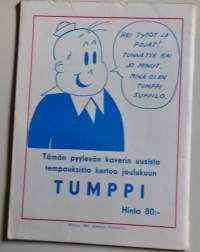 HEI TYTÖT JA
POJAT!
TUNNETTE KAI
JO MINUT,
MINÄ OLEN
TUMPPI
SUPPILO.
Tämän pyylevän kaverin uusista
tempauksista kertoo joulukuun
TUMPPI
Hinta 80:-